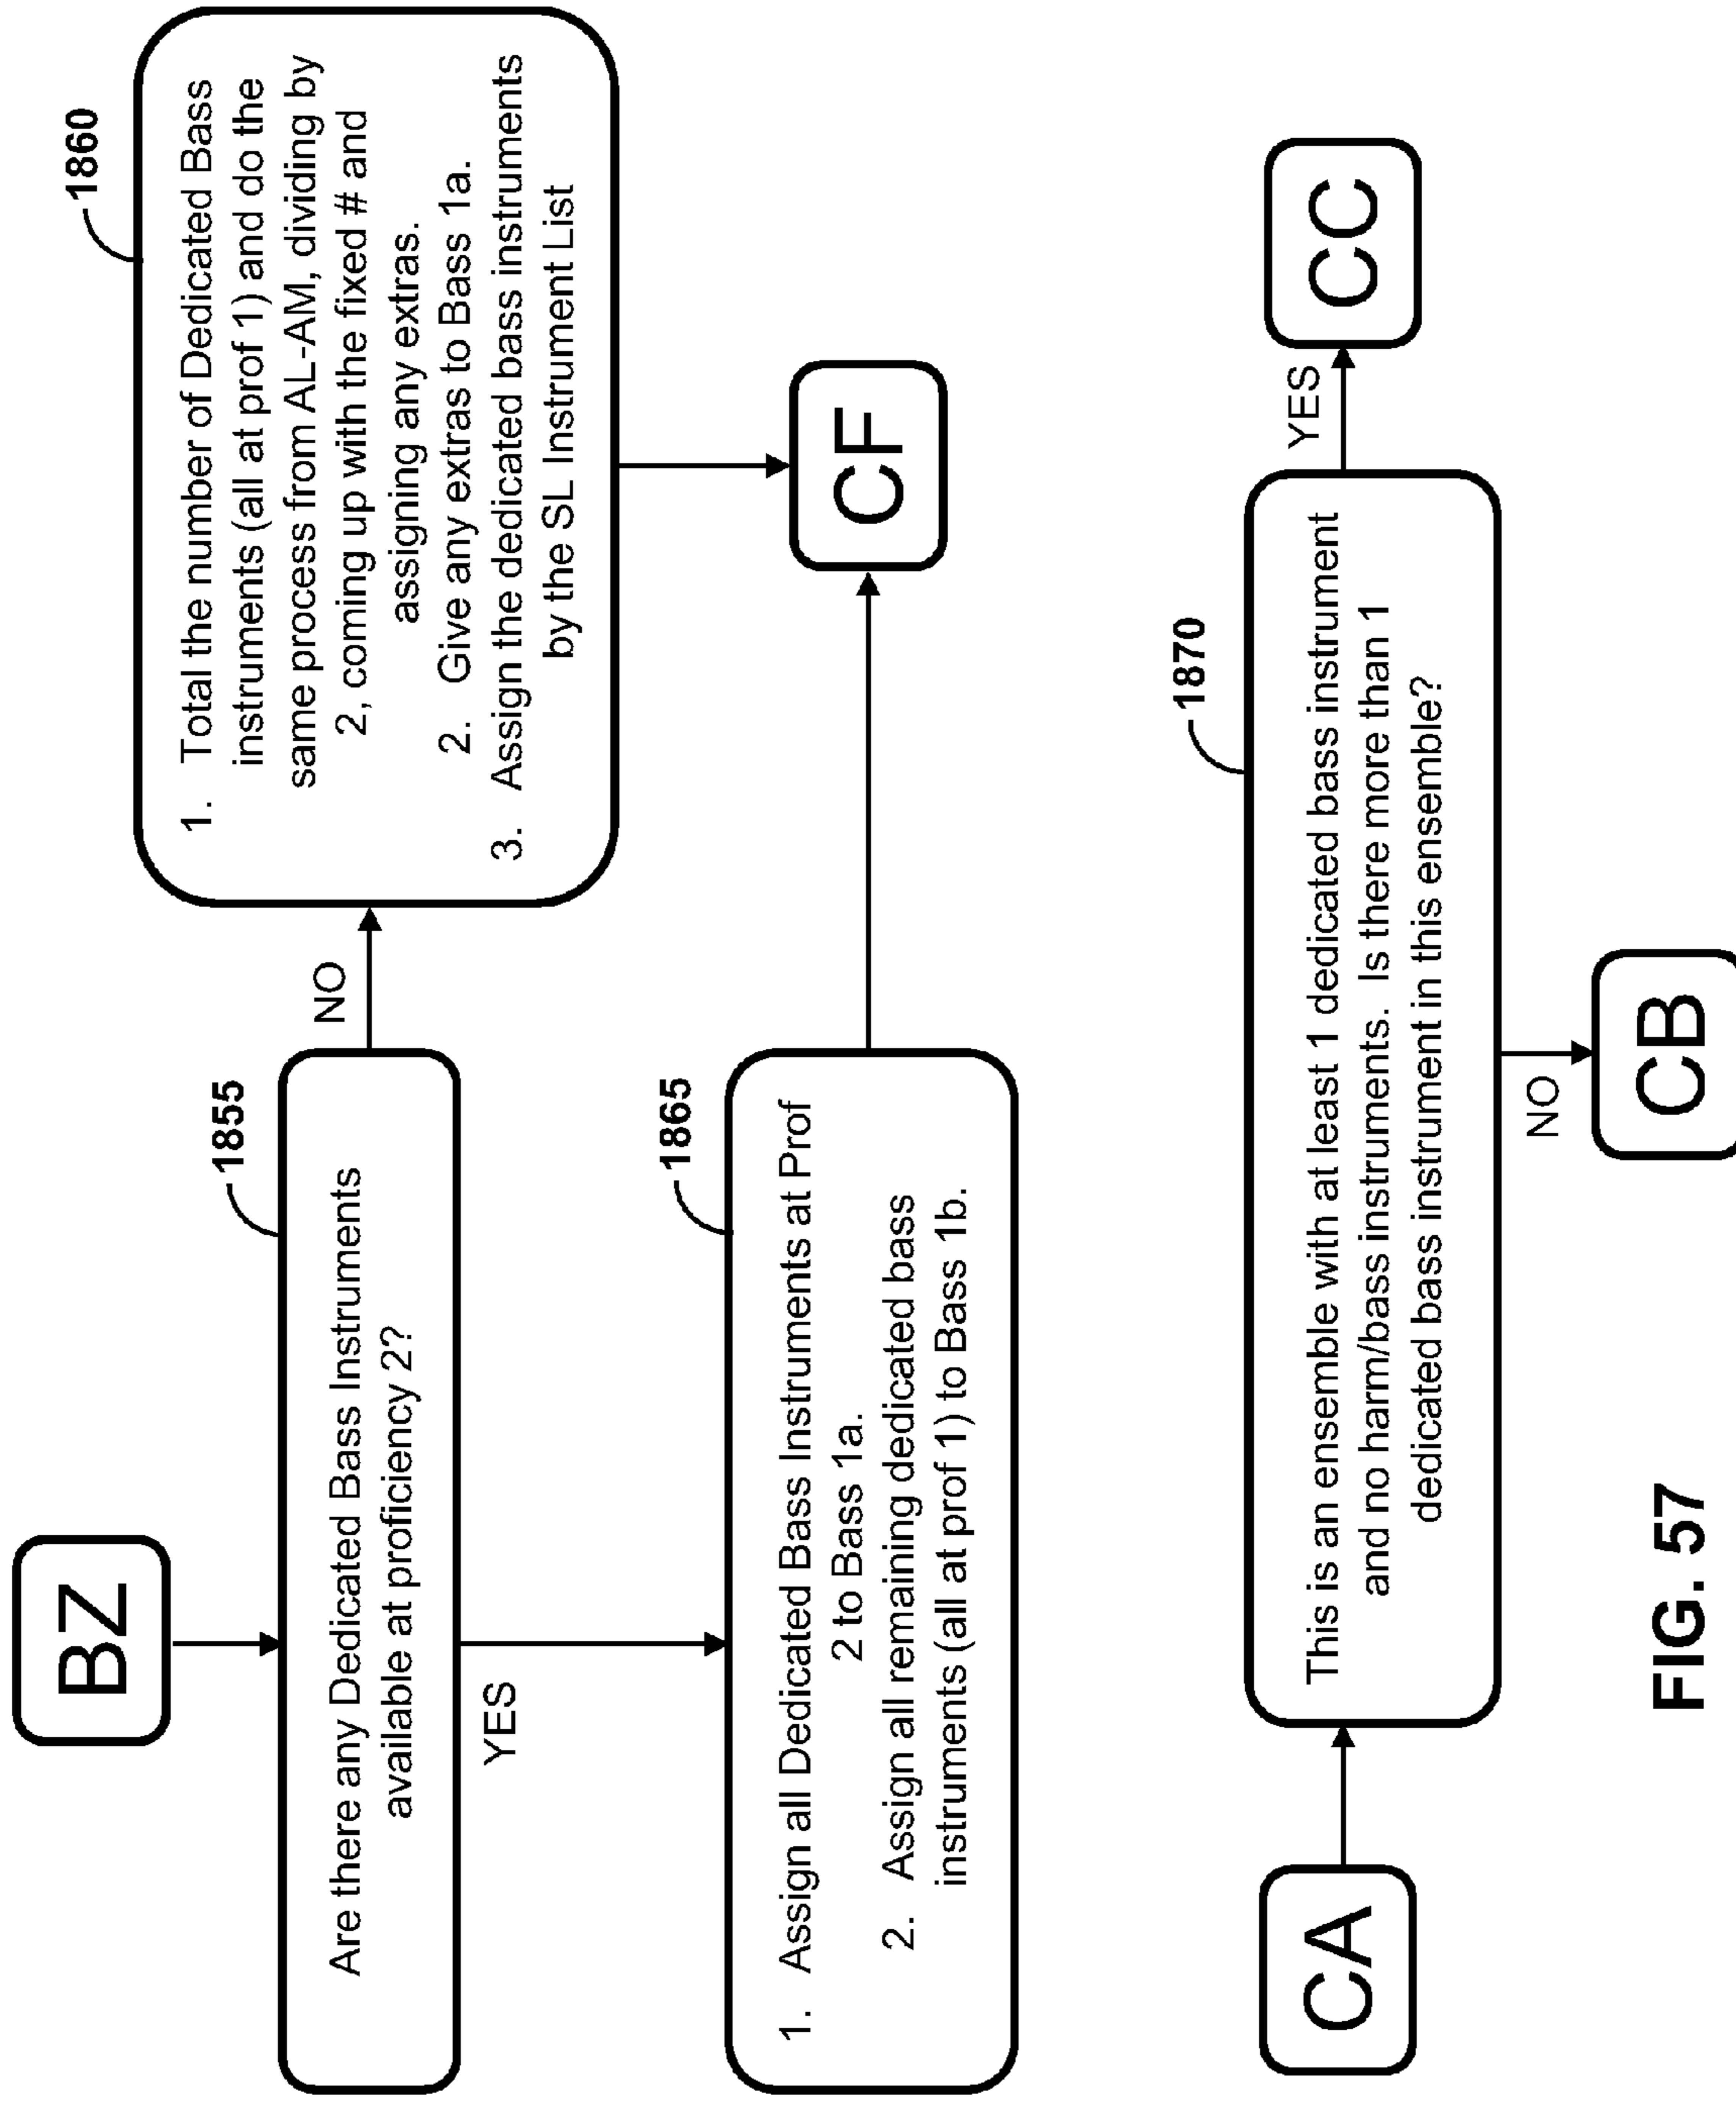 BZ
1855
Are there any Dedicated Bass Instruments
available at proficiency 2?
NO
1860
1. Total the number of Dedicated Bass
instruments (all at prof 1) and do the
same process from AL-AM, dividing by
2, coming up with the fixed # and
assigning any extras.
2. Give any extras to Bass 1a.
3. Assign the dedicated bass instruments
by the SL Instrument List
YES
1865
1. Assign all Dedicated Bass Instruments at Prof
2 to Bass 1a.
2. Assign all remaining dedicated bass
instruments (all at prof 1) to Bass 1b.
CF
CA
1870
This is an ensemble with at least 1 dedicated bass instrument
and no harm/bass instruments. Is there more than 1
dedicated bass instrument in this ensemble?
YES
CC
NO
CB
FIG. 57